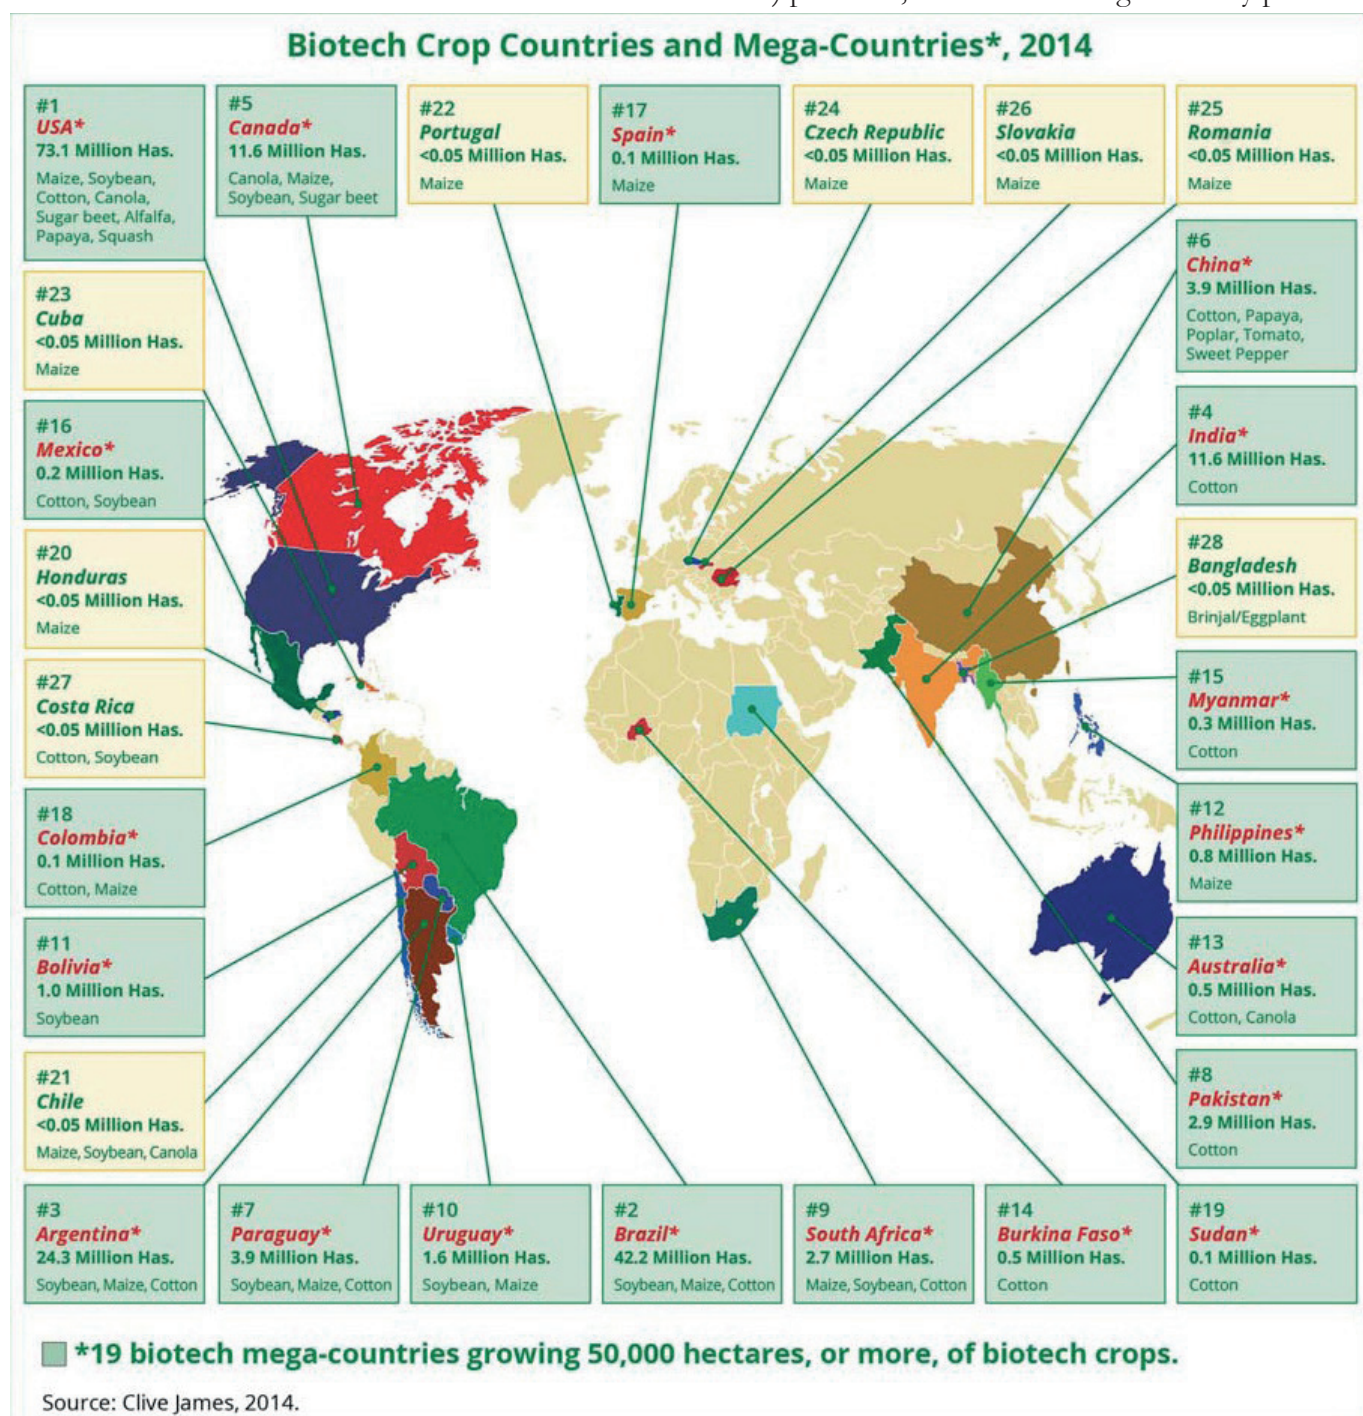 Biotech Crop Countries and Mega-Countries*, 2014
#1
USA*
73.1 Million Has.
Maize, Soybean,
Cotton, Canola,
Sugar beet, Alfalfa,
Papaya, Squash
#5
Canada*
11.6 Million Has.
Canola, Maize,
Soybean, Sugar beet
#22
Portugal
<0.05 Million Has.
Maize
#17
Spain*
0.1 Million Has.
Maize
#24
Czech Republic
<0.05 Million Has.
Maize
#26
Slovakia
<0.05 Million Has.
Maize
#25
Romania
<0.05 Million Has.
Maize
#23
Cuba
<0.05 Million Has.
Maize
#16
Mexico*
0.2 Million Has.
Cotton, Soybean
#20
Honduras
<0.05 Million Has.
Maize
#27
Costa Rica
<0.05 Million Has.
Cotton, Soybean
#18
Colombia*
0.1 Million Has.
Cotton, Maize
#11
Bolivia*
1.0 Million Has.
Soybean
#21
Chile
<0.05 Million Has.
Maize, Soybean, Canola
#6
China*
3.9 Million Has.
Cotton, Papaya,
Poplar, Tomato,
Sweet Pepper
#4
India*
11.6 Million Has.
Cotton
#28
Bangladesh
<0.05 Million Has.
Brinjal/Eggplant
#15
Myanmar*
0.3 Million Has.
Cotton
#12
Philippines*
0.8 Million Has.
Maize
#13
Australia*
0.5 Million Has.
Cotton, Canola
#8
Pakistan*
2.9 Million Has.
Cotton
#3
Argentina*
24.3 Million Has.
Soybean, Maize, Cotton
#7
Paraguay*
3.9 Million Has.
Soybean, Maize, Cotton
#10
Uruguay*
1.6 Million Has.
Soybean, Maize
#2
Brazil*
42.2 Million Has.
Soybean, Maize, Cotton
#9
South Africa*
2.7 Million Has.
Maize, Soybean, Cotton
#14
Burkina Faso*
0.5 Million Has.
Cotton
#19
Sudan*
0.1 Million Has.
Cotton
*19 biotech mega-countries growing 50,000 hectares, or more, of biotech crops.
Source: Clive James, 2014.